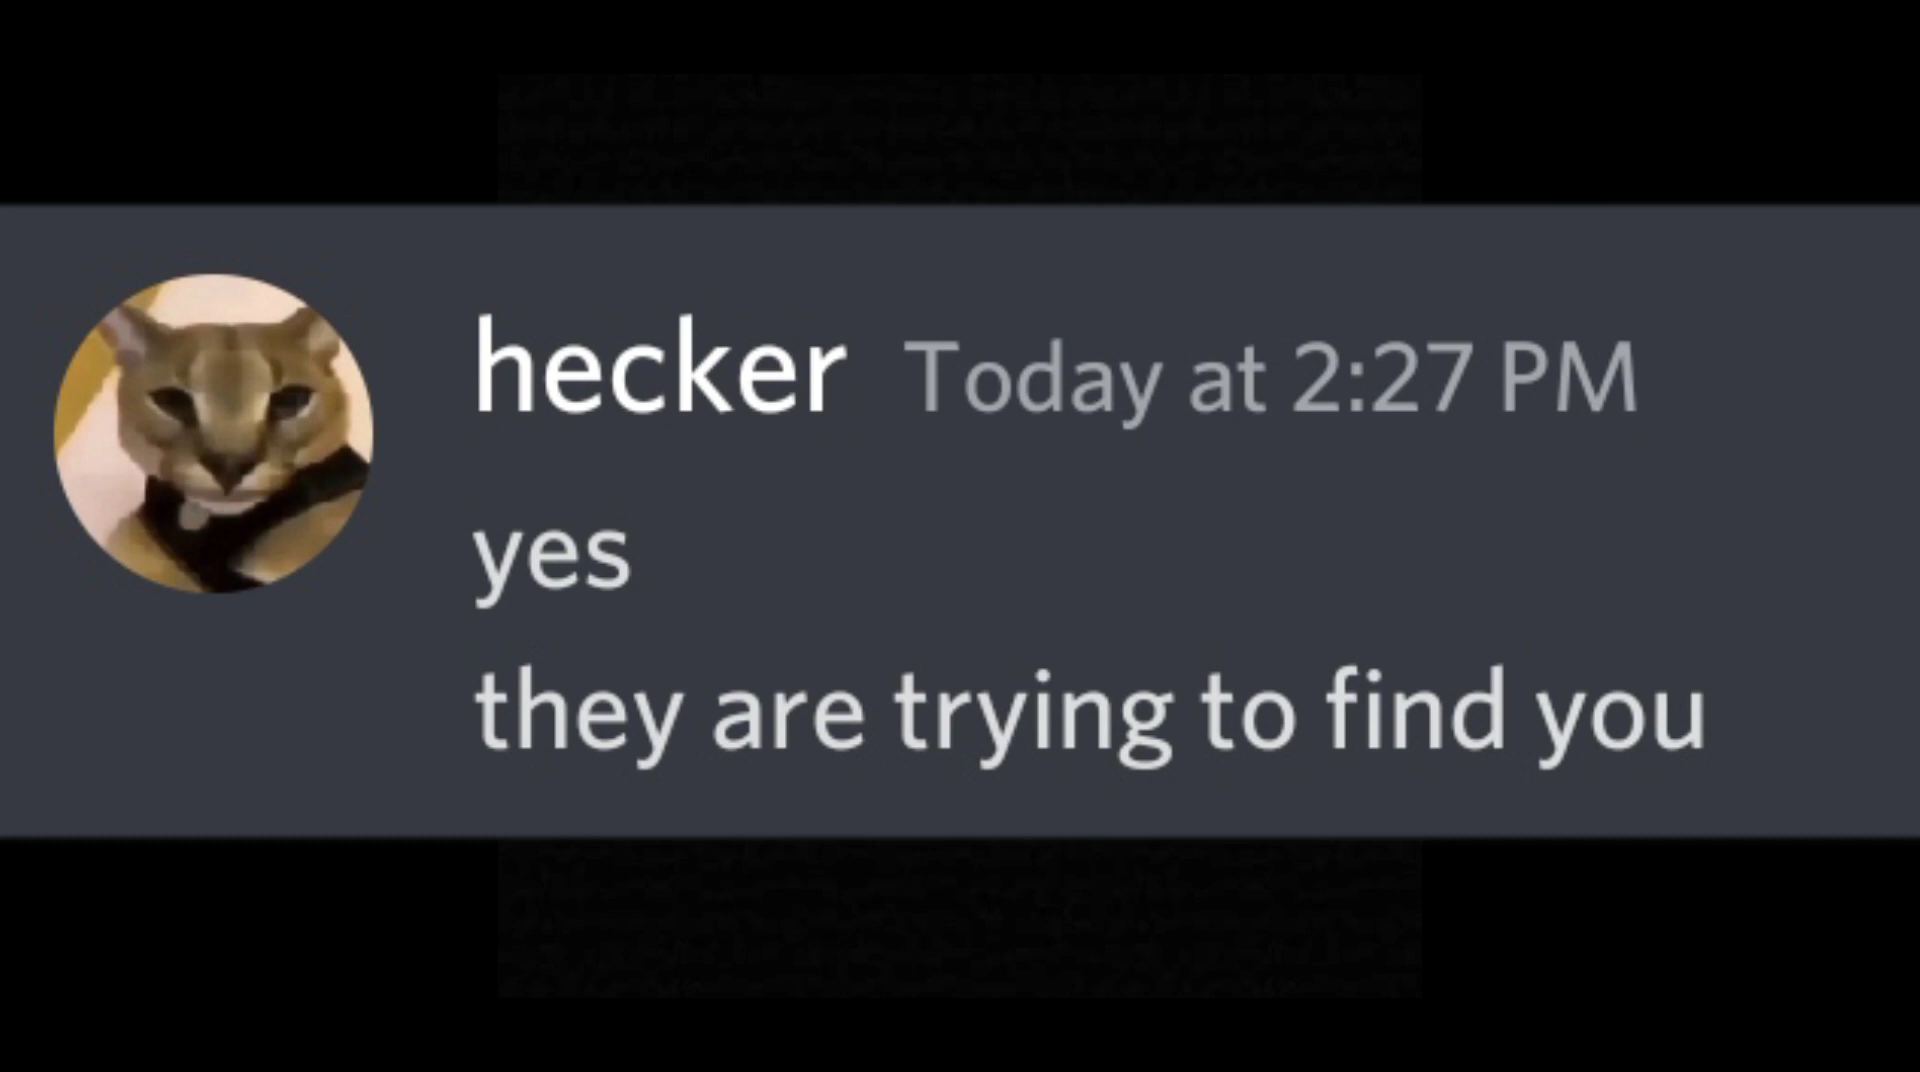 hecker Today at 2:27 PM
yes
they are trying to find you